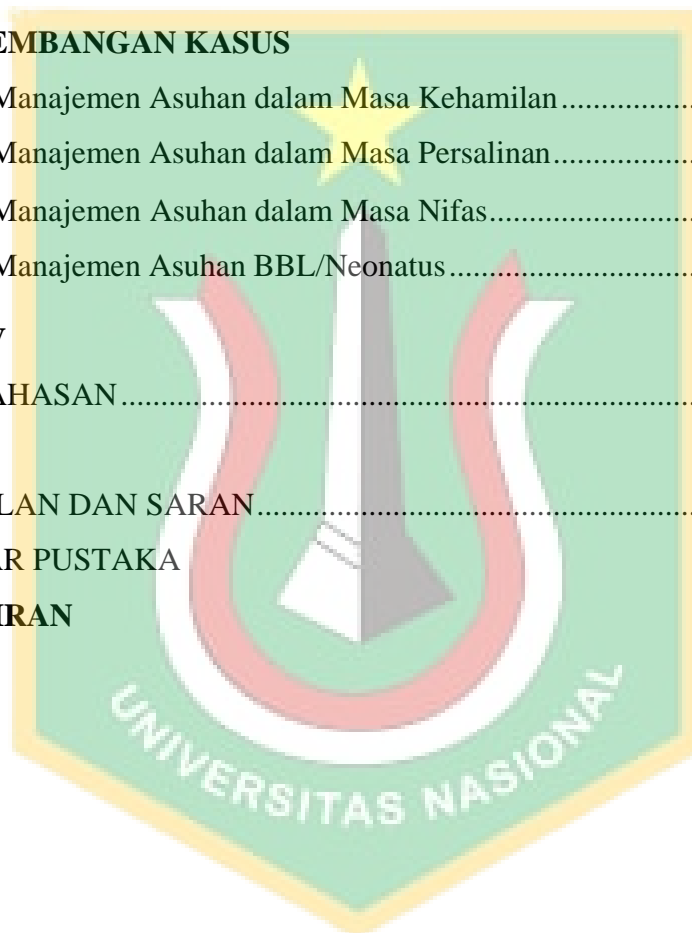 EMBANGAN KASUS
Manajemen Asuhan dalam Masa Kehamilan.................
Manajemen Asuhan dalam Masa Persalinan..................
Manajemen Asuhan dalam Masa Nifas..........................
Manajemen Asuhan BBL/Neonatus...............................
V
AHASAN.......................................................................
LAN DAN SARAN......................................................
AR PUSTAKA
IRAN
UNIVERSITAS NASIONAL